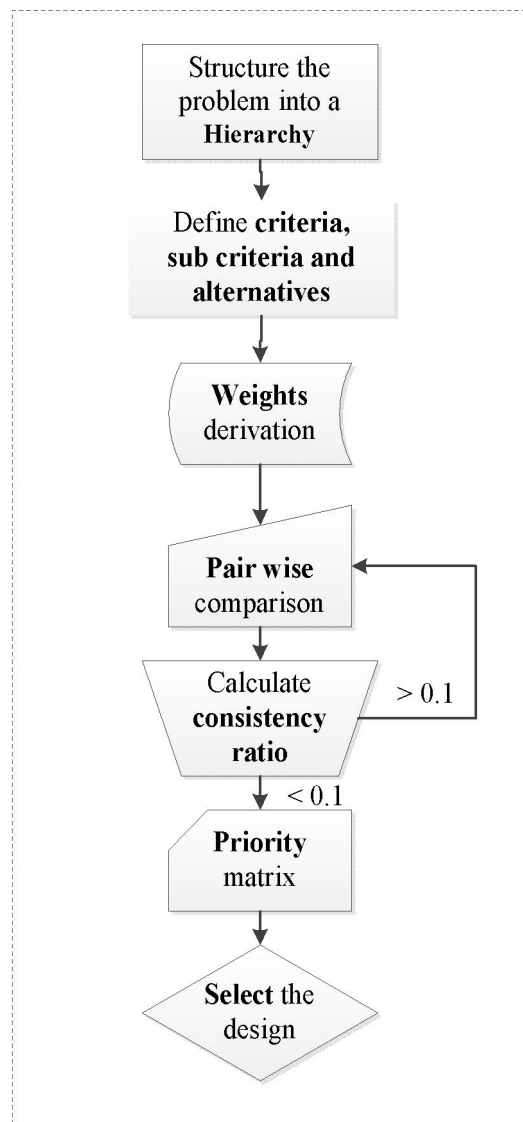 Structure the
problem into a
Hierarchy
Define criteria,
sub criteria and
alternatives
Weights
derivation
Pair wise
comparison
Calculate
consistency
ratio
> 0.1
< 0.1
Priority
matrix
Select the
design